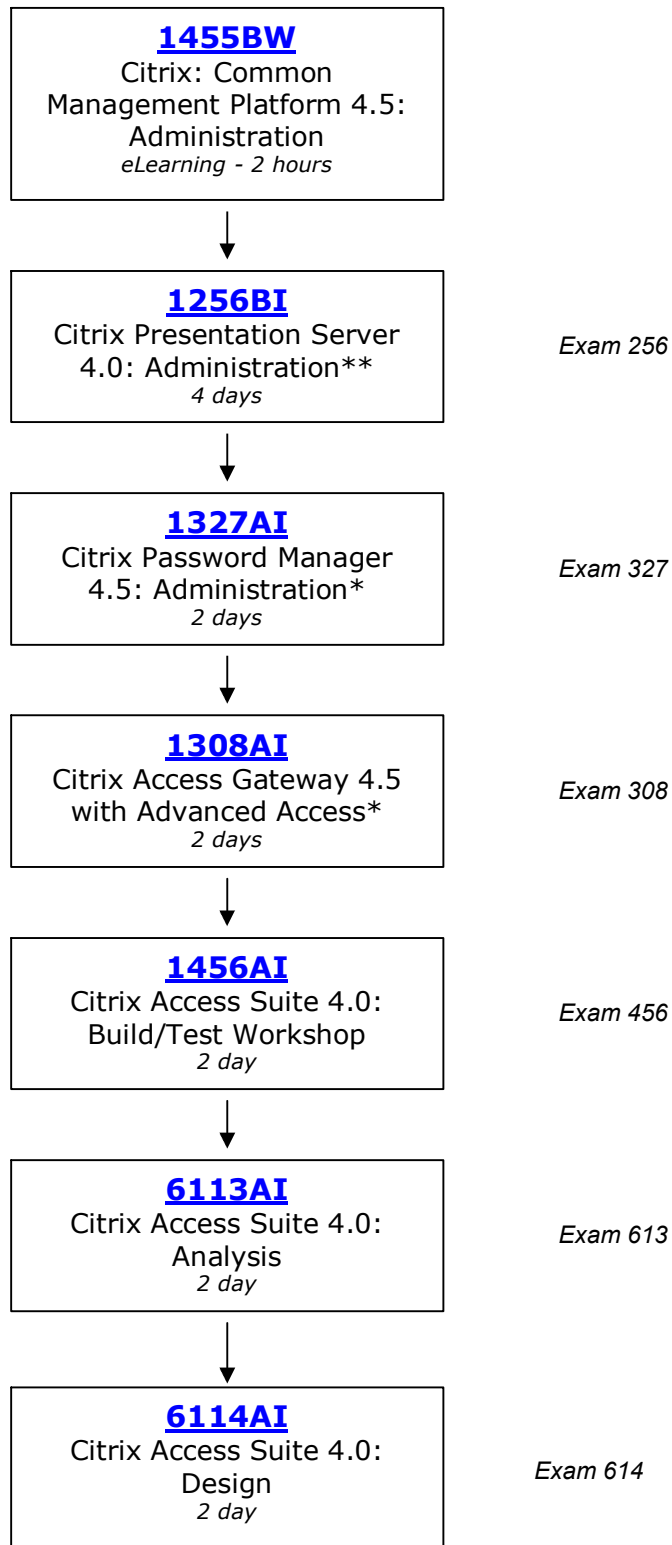 1455BW
Citrix: Common
Management Platform 4.5:
Administration
eLearning - 2 hours
1256BI
Citrix Presentation Server
4.0: Administration**
4 days
Exam 256
1327AI
Citrix Password Manager
4.5: Administration*
2 days
Exam 327
1308AI
Citrix Access Gateway 4.5
with Advanced Access*
2 days
Exam 308
1456AI
Citrix Access Suite 4.0:
Build/Test Workshop
2 day
Exam 456
6113AI
Citrix Access Suite 4.0:
Analysis
2 day
Exam 613
6114AI
Citrix Access Suite 4.0:
Design
2 day
Exam 614